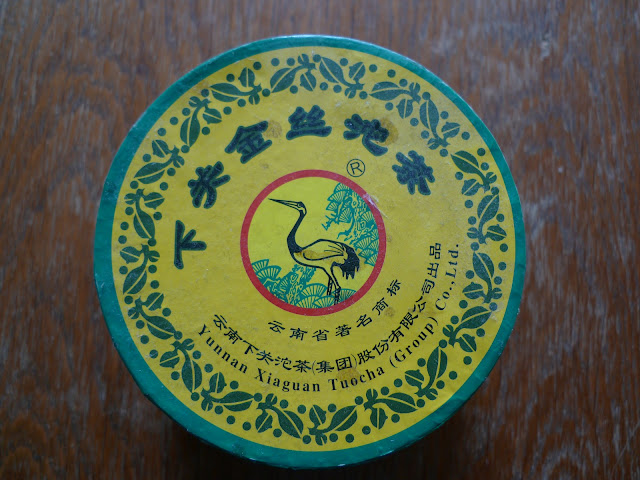 下关金丝沱茶
®
云南省著名商标
云南下关沱茶(集团)股份有限公司出品
Yunnan Xiaguan Tuocha (Group) Co.,Ltd.